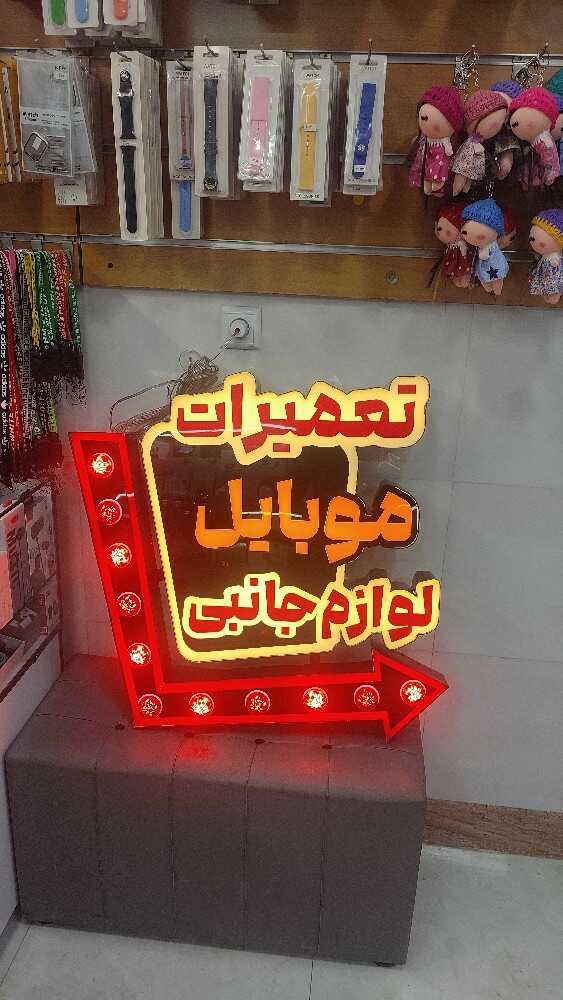 تعمیرات
موبایل
لوازم جانبی